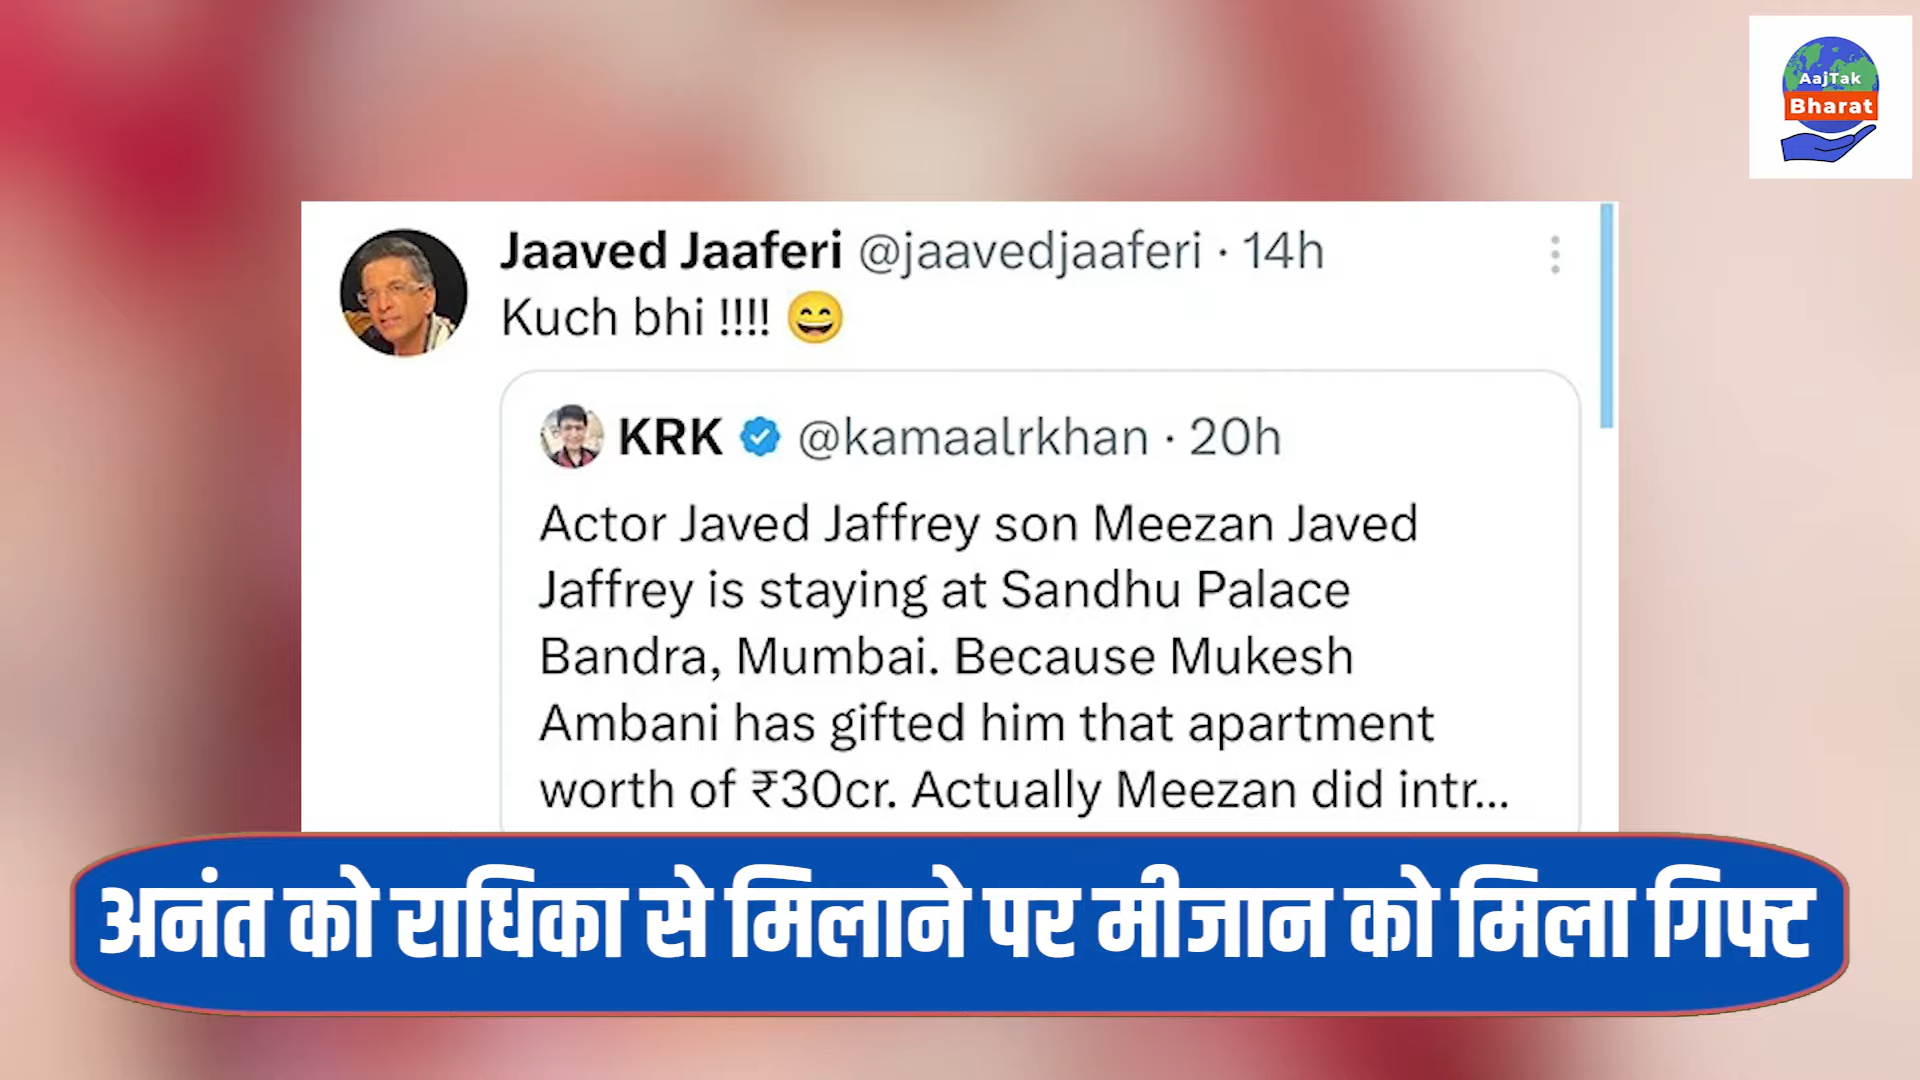 AajTak
Bharat
Jaaved Jaaferi @jaavedjaaferi · 14h
Kuch bhi !!!! 😄
KRK @kamaalrkhan · 20h
Actor Javed Jaffrey son Meezan Javed
Jaffrey is staying at Sandhu Palace
Bandra, Mumbai. Because Mukesh
Ambani has gifted him that apartment
worth of ₹30cr. Actually Meezan did intr...
अनंत को राधिका से मिलाने पर मीजान को मिला गिफ्ट